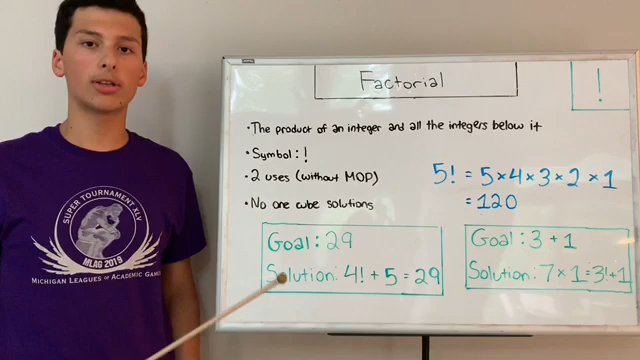 Factorial
!
• The product of an integer and all the integers below it
• Symbol: !
• 2 uses (without MOP)
• No one cube solutions
5! = 5 × 4 × 3 × 2 × 1
= 120
Goal: 29
Solution: 4! + 5 = 29
Goal: 3 + 1
Solution: 7 × 1 = 3! + 1
SUPER TOURNAMENT XLV
MLAG 2019
MICHIGAN LEAGUES OF ACADEMIC GAMES